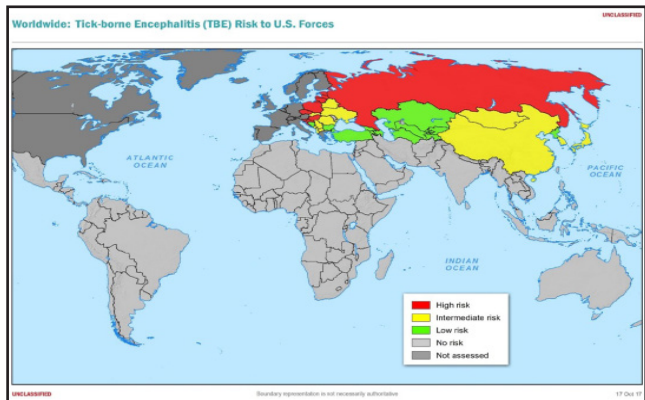 UNCLASSIFIED
Worldwide: Tick-borne Encephalitis (TBE) Risk to U.S. Forces
ATLANTIC
OCEAN
PACIFIC
OCEAN
INDIAN
OCEAN
High risk
Intermediate risk
Low risk
No risk
Not assessed
UNCLASSIFIED
Boundary representation is not necessarily authoritative
17 Oct 17